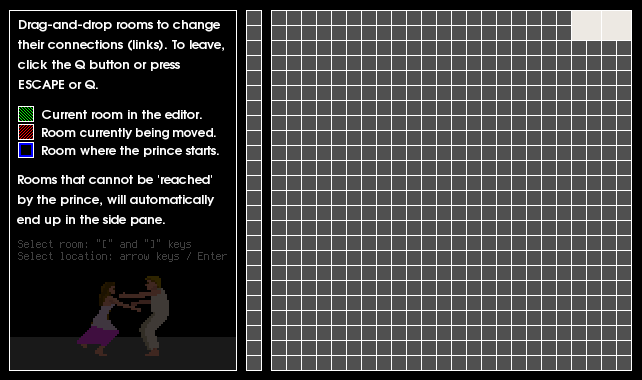 Drag-and-drop rooms to change
their connections (links). To leave,
click the Q button or press
ESCAPE or Q.
Current room in the editor.
Room currently being moved.
Room where the prince starts.
Rooms that cannot be 'reached'
by the prince, will automatically
end up in the side pane.
Select room: "[" and "]" keys
Select location: arrow keys / Enter